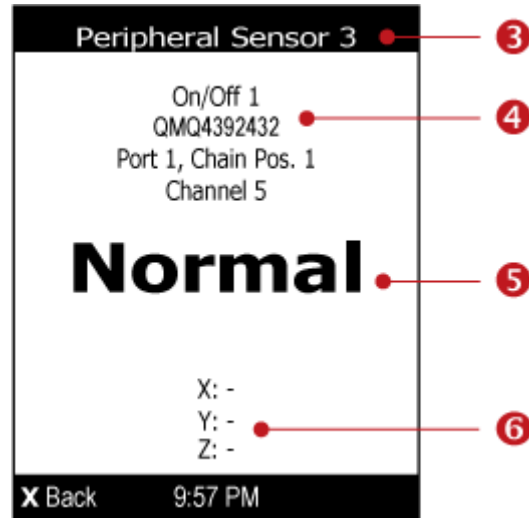 Peripheral Sensor 3
3
On/Off 1
QMQ4392432
4
Port 1, Chain Pos. 1
Channel 5
Normal
5
X: -
Y: -
6
Z: -
X Back 9:57 PM